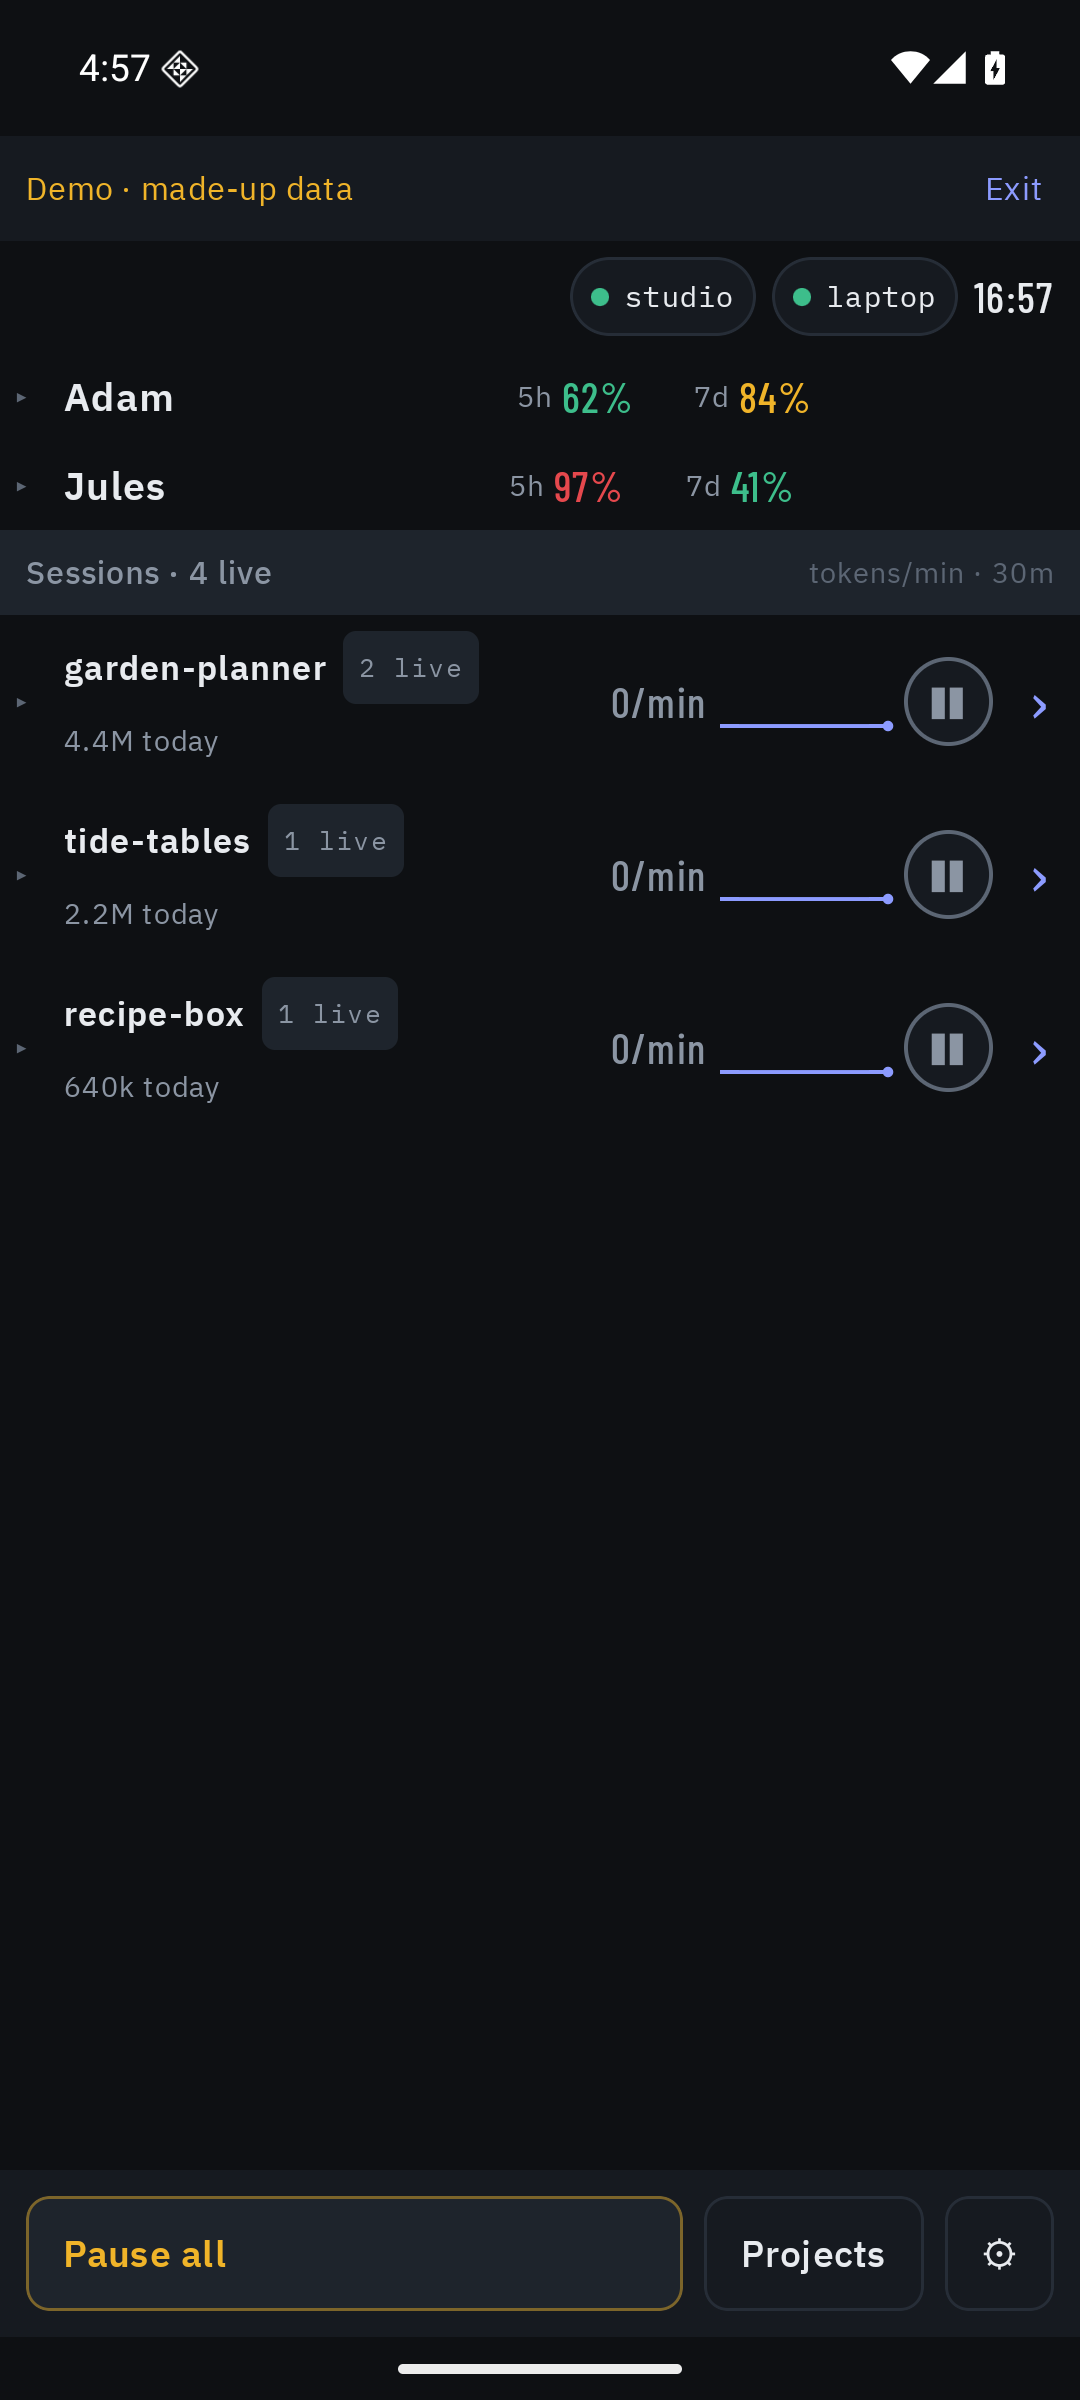 4:57
Demo · made-up data Exit
studio laptop 16:57
Adam 5h 62% 7d 84%
Jules 5h 97% 7d 41%
Sessions · 4 live tokens/min · 30m
garden-planner 2 live
0/min
4.4M today
tide-tables 1 live
0/min
2.2M today
recipe-box 1 live
0/min
640k today
Pause all Projects